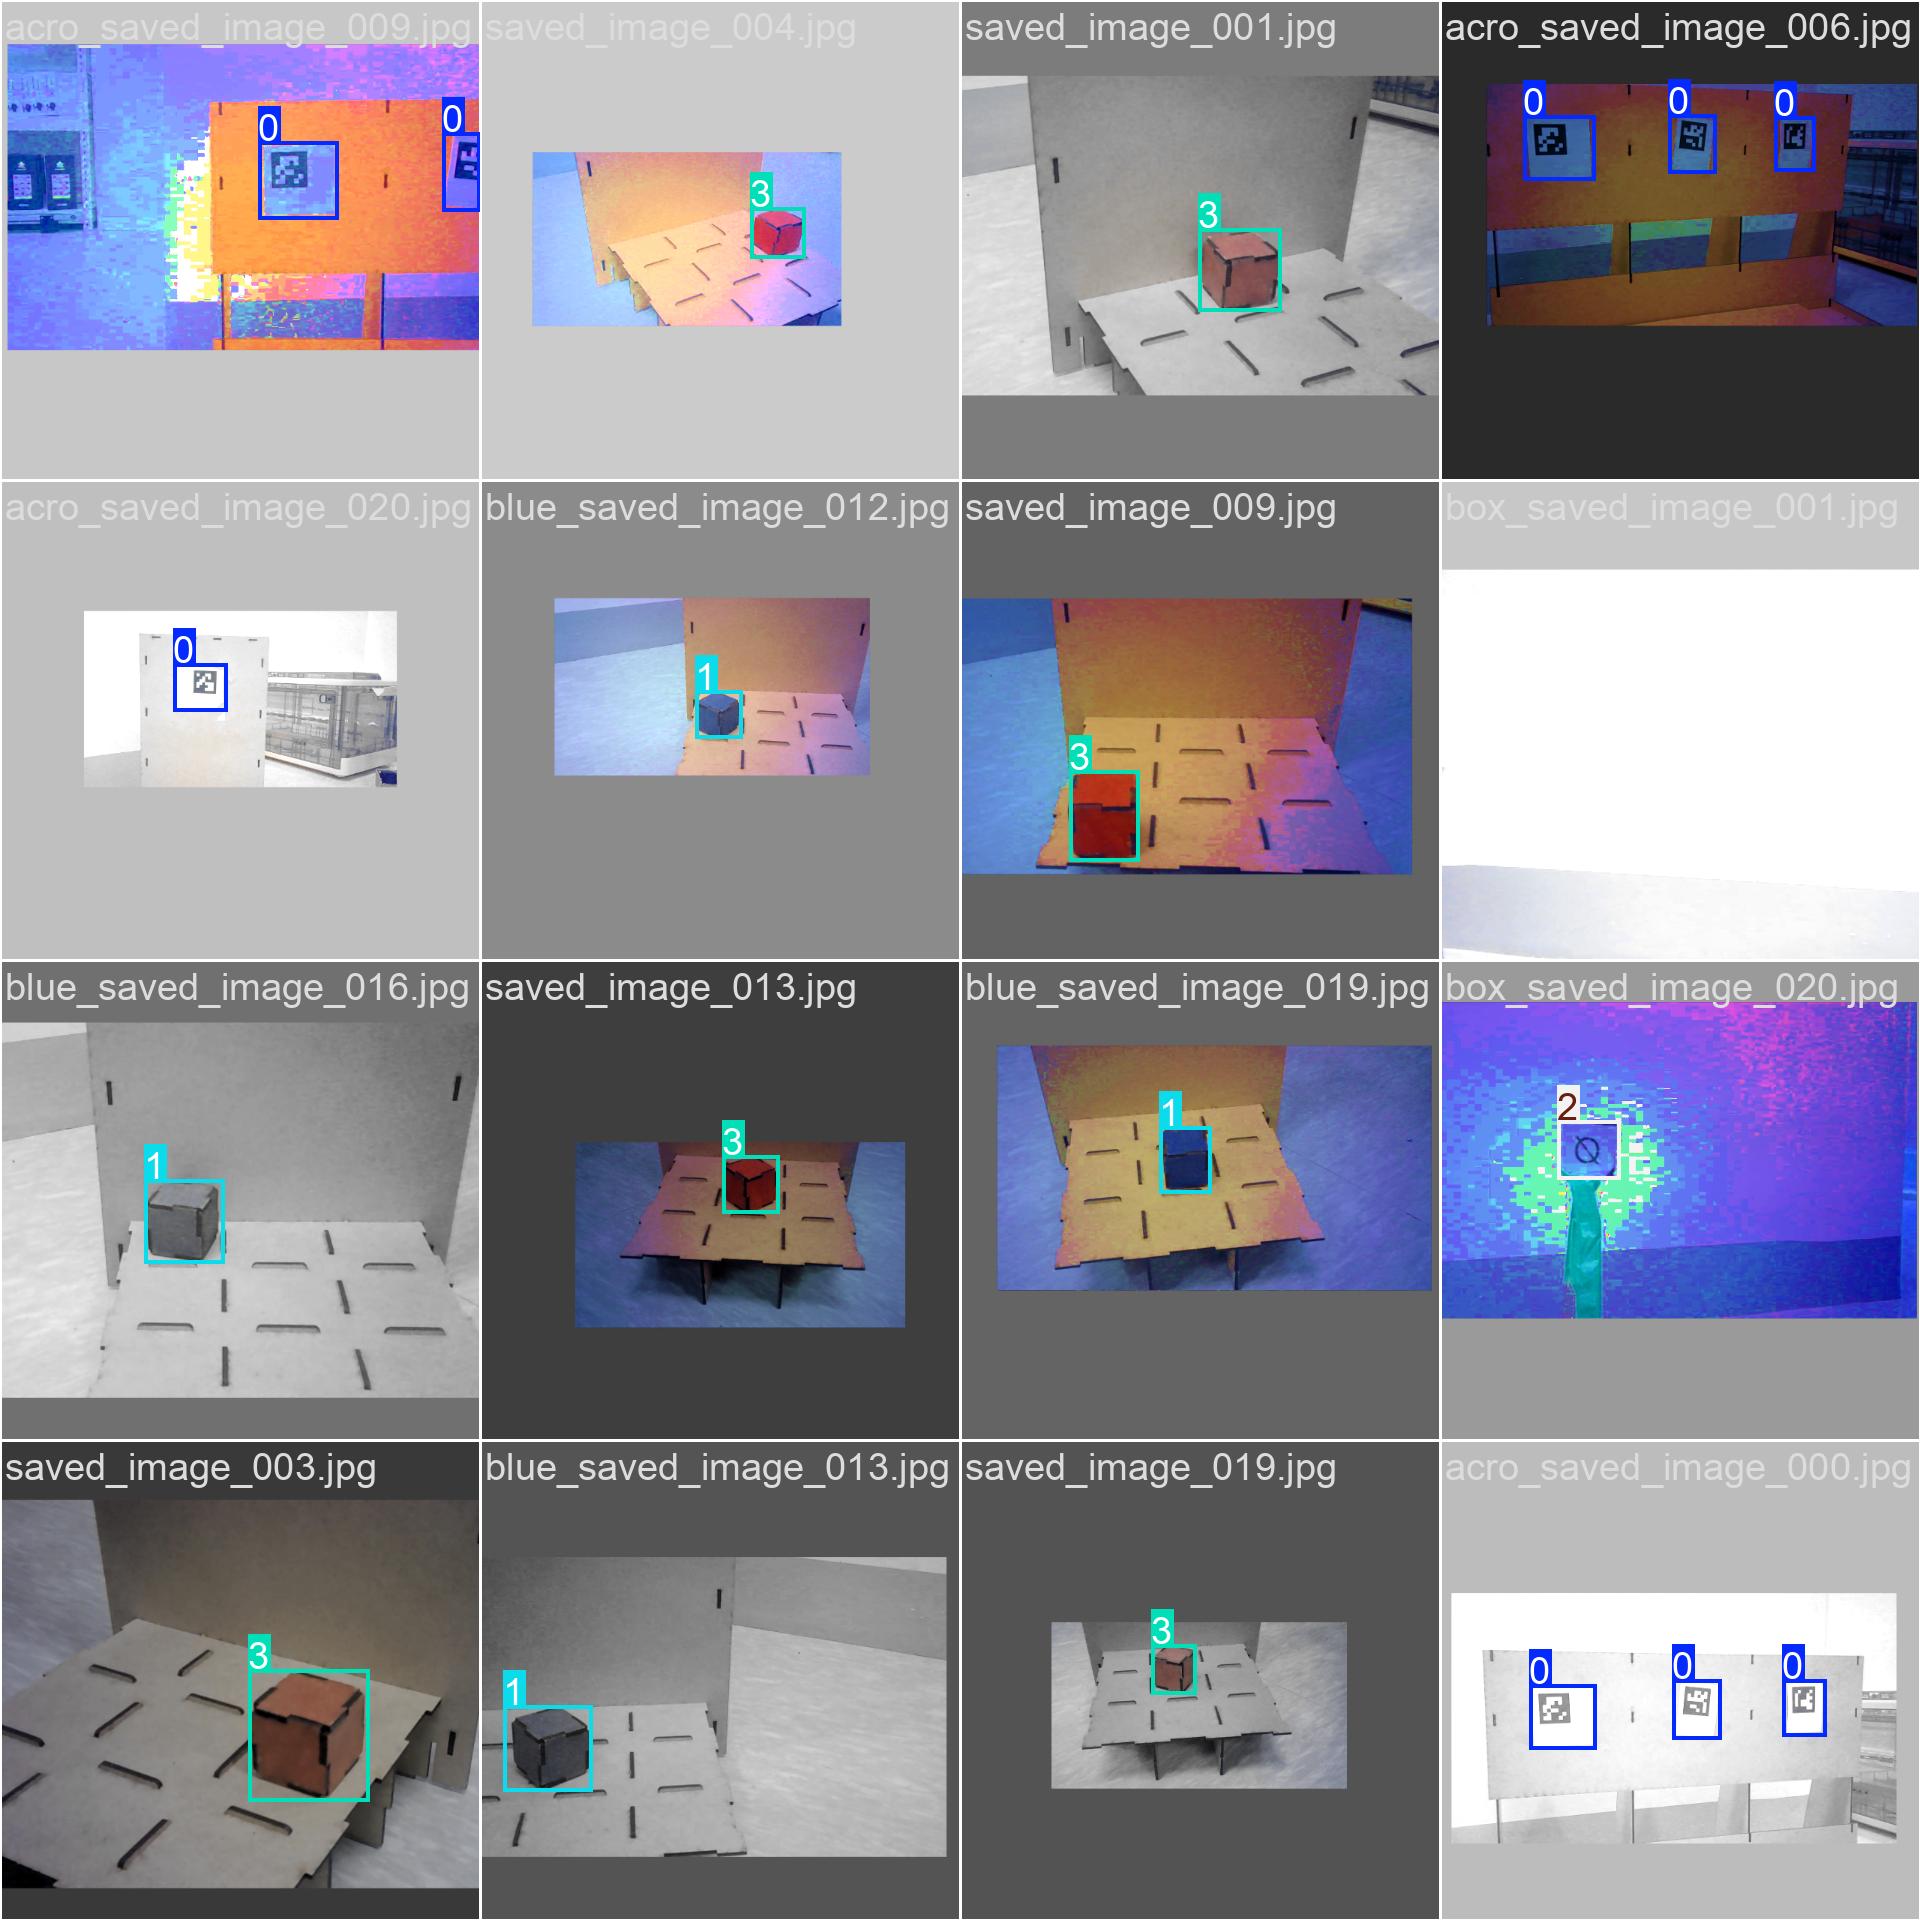 acro_saved_image_009.jpg
0
0
saved_image_004.jpg
3
saved_image_001.jpg
3
acro_saved_image_006.jpg
0
0
0
acro_saved_image_020.jpg
0
blue_saved_image_012.jpg
1
saved_image_009.jpg
3
box_saved_image_001.jpg
blue_saved_image_016.jpg
1
saved_image_013.jpg
3
blue_saved_image_019.jpg
1
box_saved_image_020.jpg
2
saved_image_003.jpg
3
blue_saved_image_013.jpg
1
saved_image_019.jpg
3
acro_saved_image_000.jpg
0
0
0